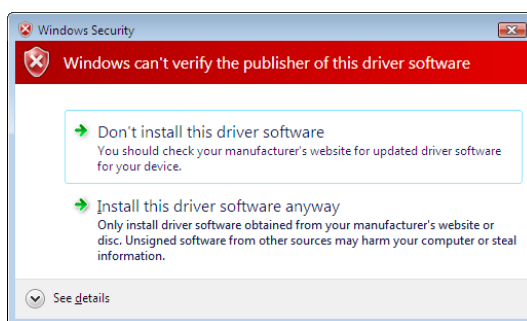 Windows Security
Windows can't verify the publisher of this driver software
Don't install this driver software
You should check your manufacturer's website for updated driver software
for your device.
Install this driver software anyway
Only install driver software obtained from your manufacturer's website or
disc. Unsigned software from other sources may harm your computer or steal
information.
See details